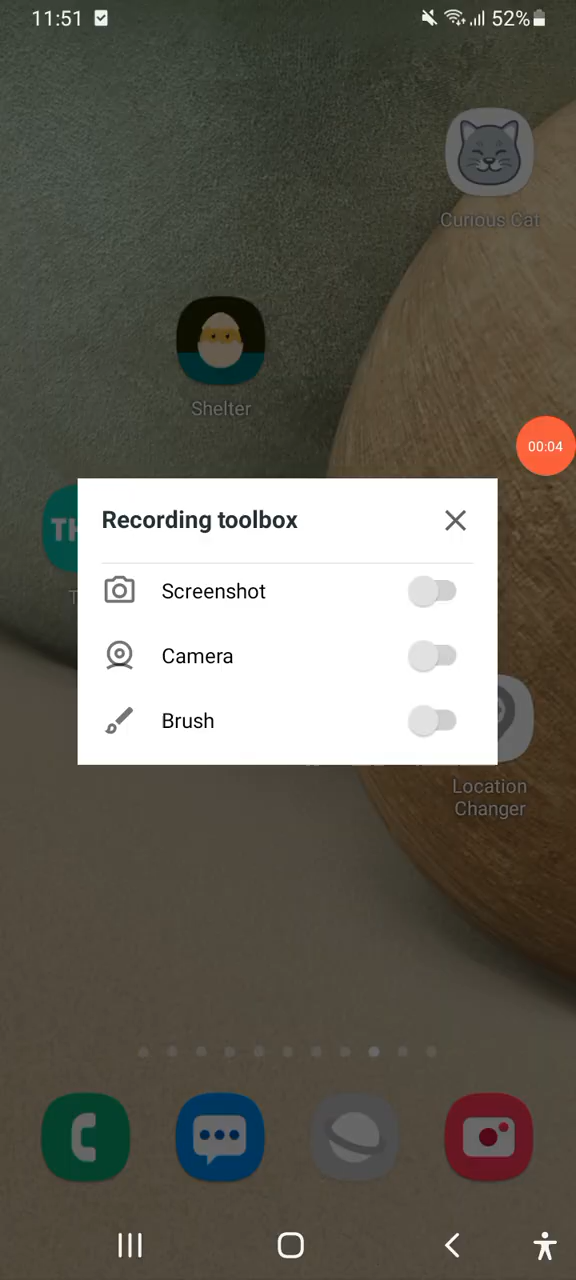 11:51
52%
Curious Cat
Shelter
00:04
Recording toolbox
Screenshot
Camera
Brush
Location
Changer